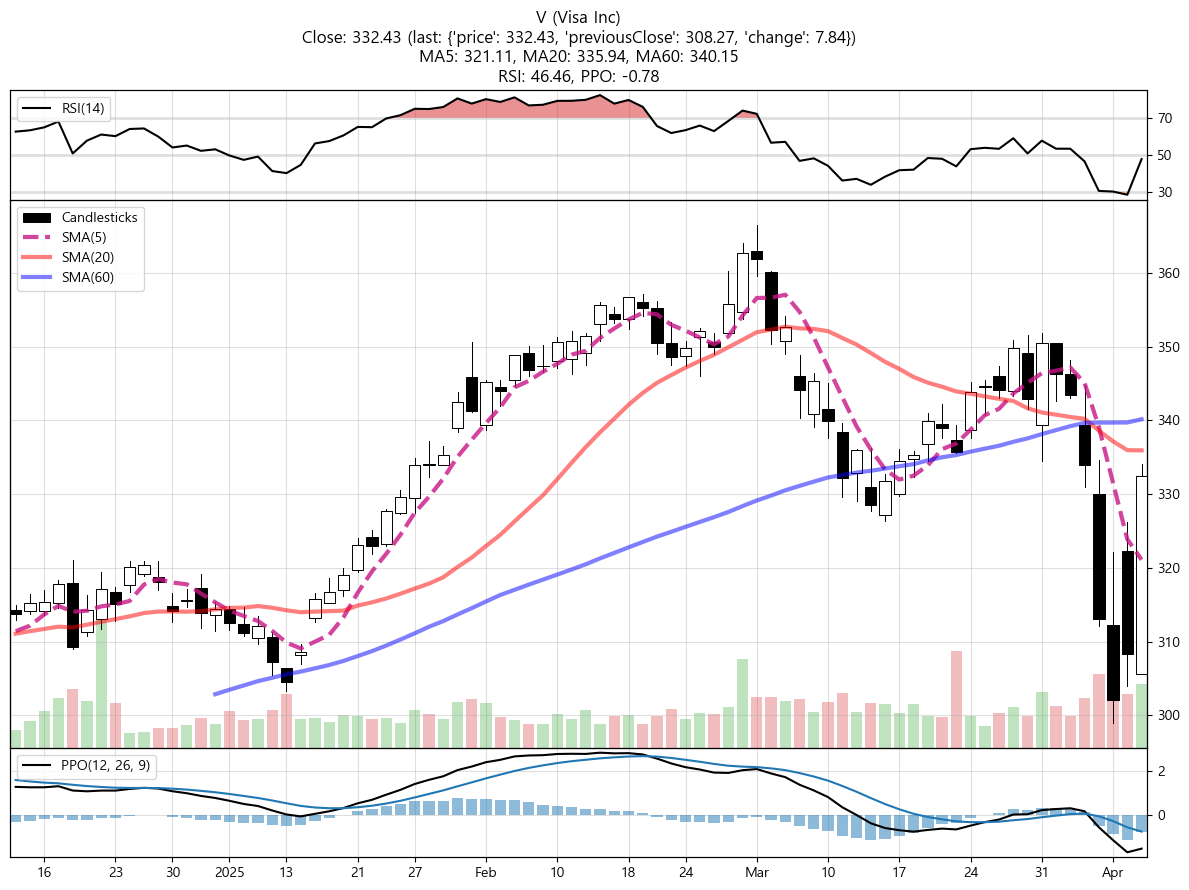 V (Visa Inc)
Close: 332.43 (last: {'price': 332.43, 'previousClose': 308.27, 'change': 7.84})
MA5: 321.11, MA20: 335.94, MA60: 340.15
RSI: 46.46, PPO: -0.78
RSI(14)
70
50
30
Candlesticks
SMA(5)
SMA(20)
SMA(60)
360
350
340
330
320
310
300
PPO(12, 26, 9)
2
0
16 23 30 2025 13 21 27 Feb 10 18 24 Mar 10 17 24 31 Apr